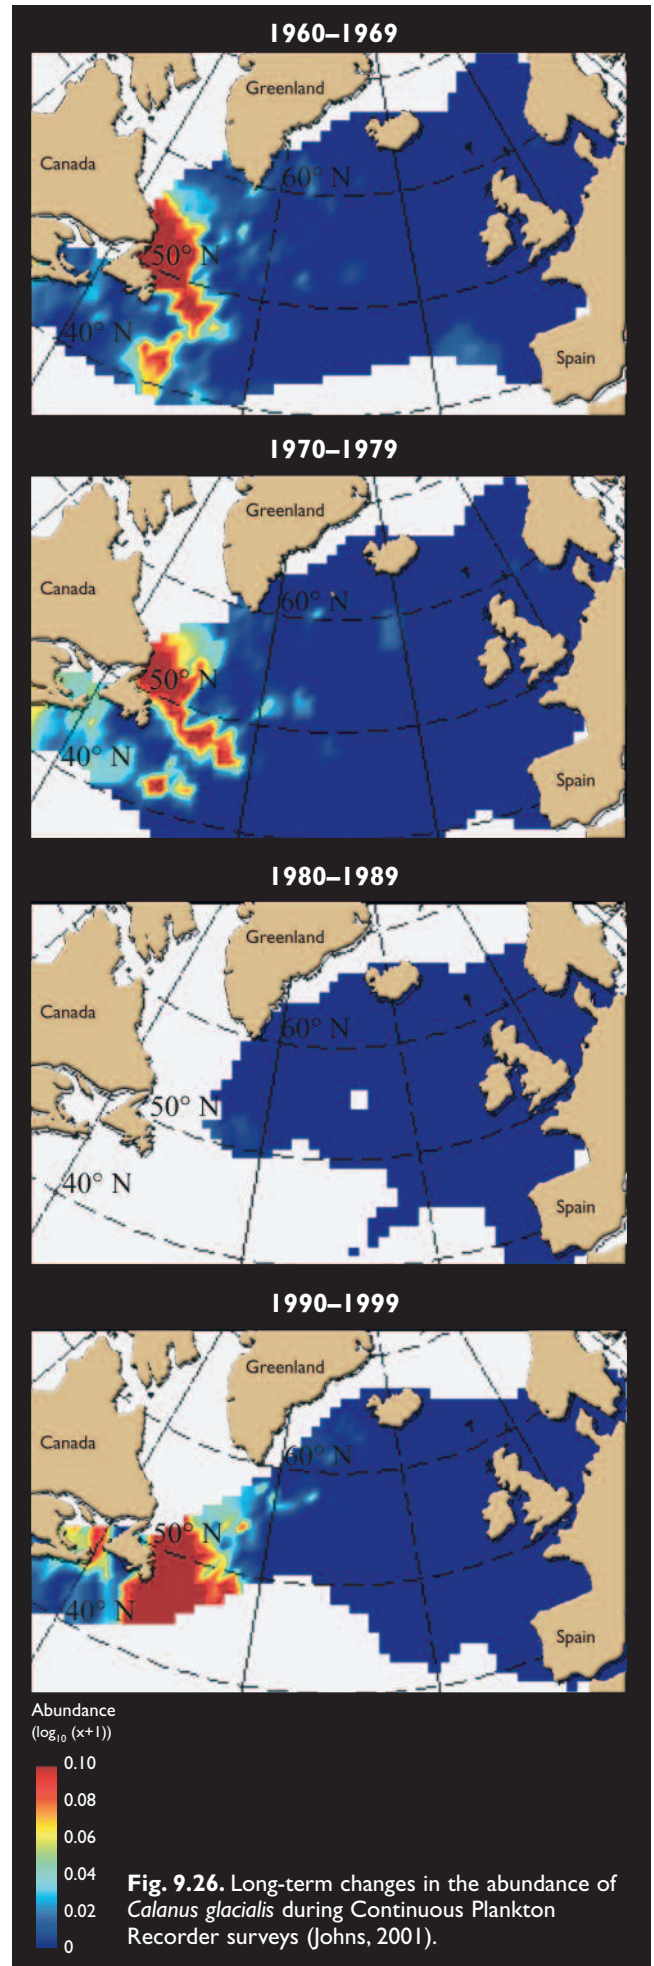 1960–1969
Greenland
Canada
60° N
50° N
40° N
Spain
1970–1979
Greenland
Canada
60° N
50° N
40° N
Spain
1980–1989
Greenland
Canada
60° N
50° N
40° N
Spain
1990–1999
Greenland
Canada
60° N
50° N
40° N
Spain
Abundance
(log₁₀ (x+1))
0.10
0.08
0.06
0.04
0.02
0
Fig. 9.26. Long-term changes in the abundance of
Calanus glacialis during Continuous Plankton
Recorder surveys (Johns, 2001).